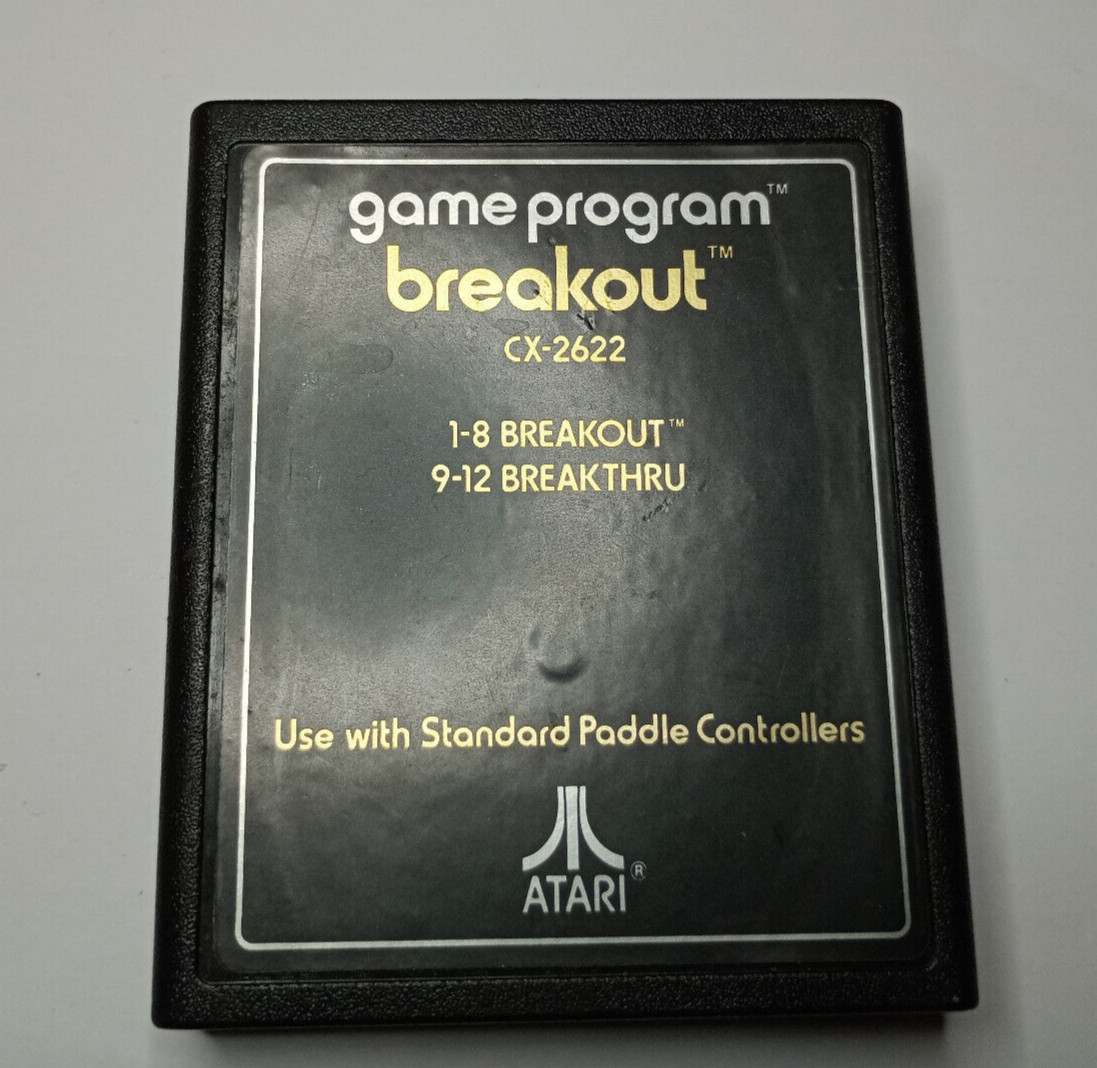 game program™
breakout™
CX-2622
1-8 BREAKOUT™
9-12 BREAKTHRU
Use with Standard Paddle Controllers
ATARI®